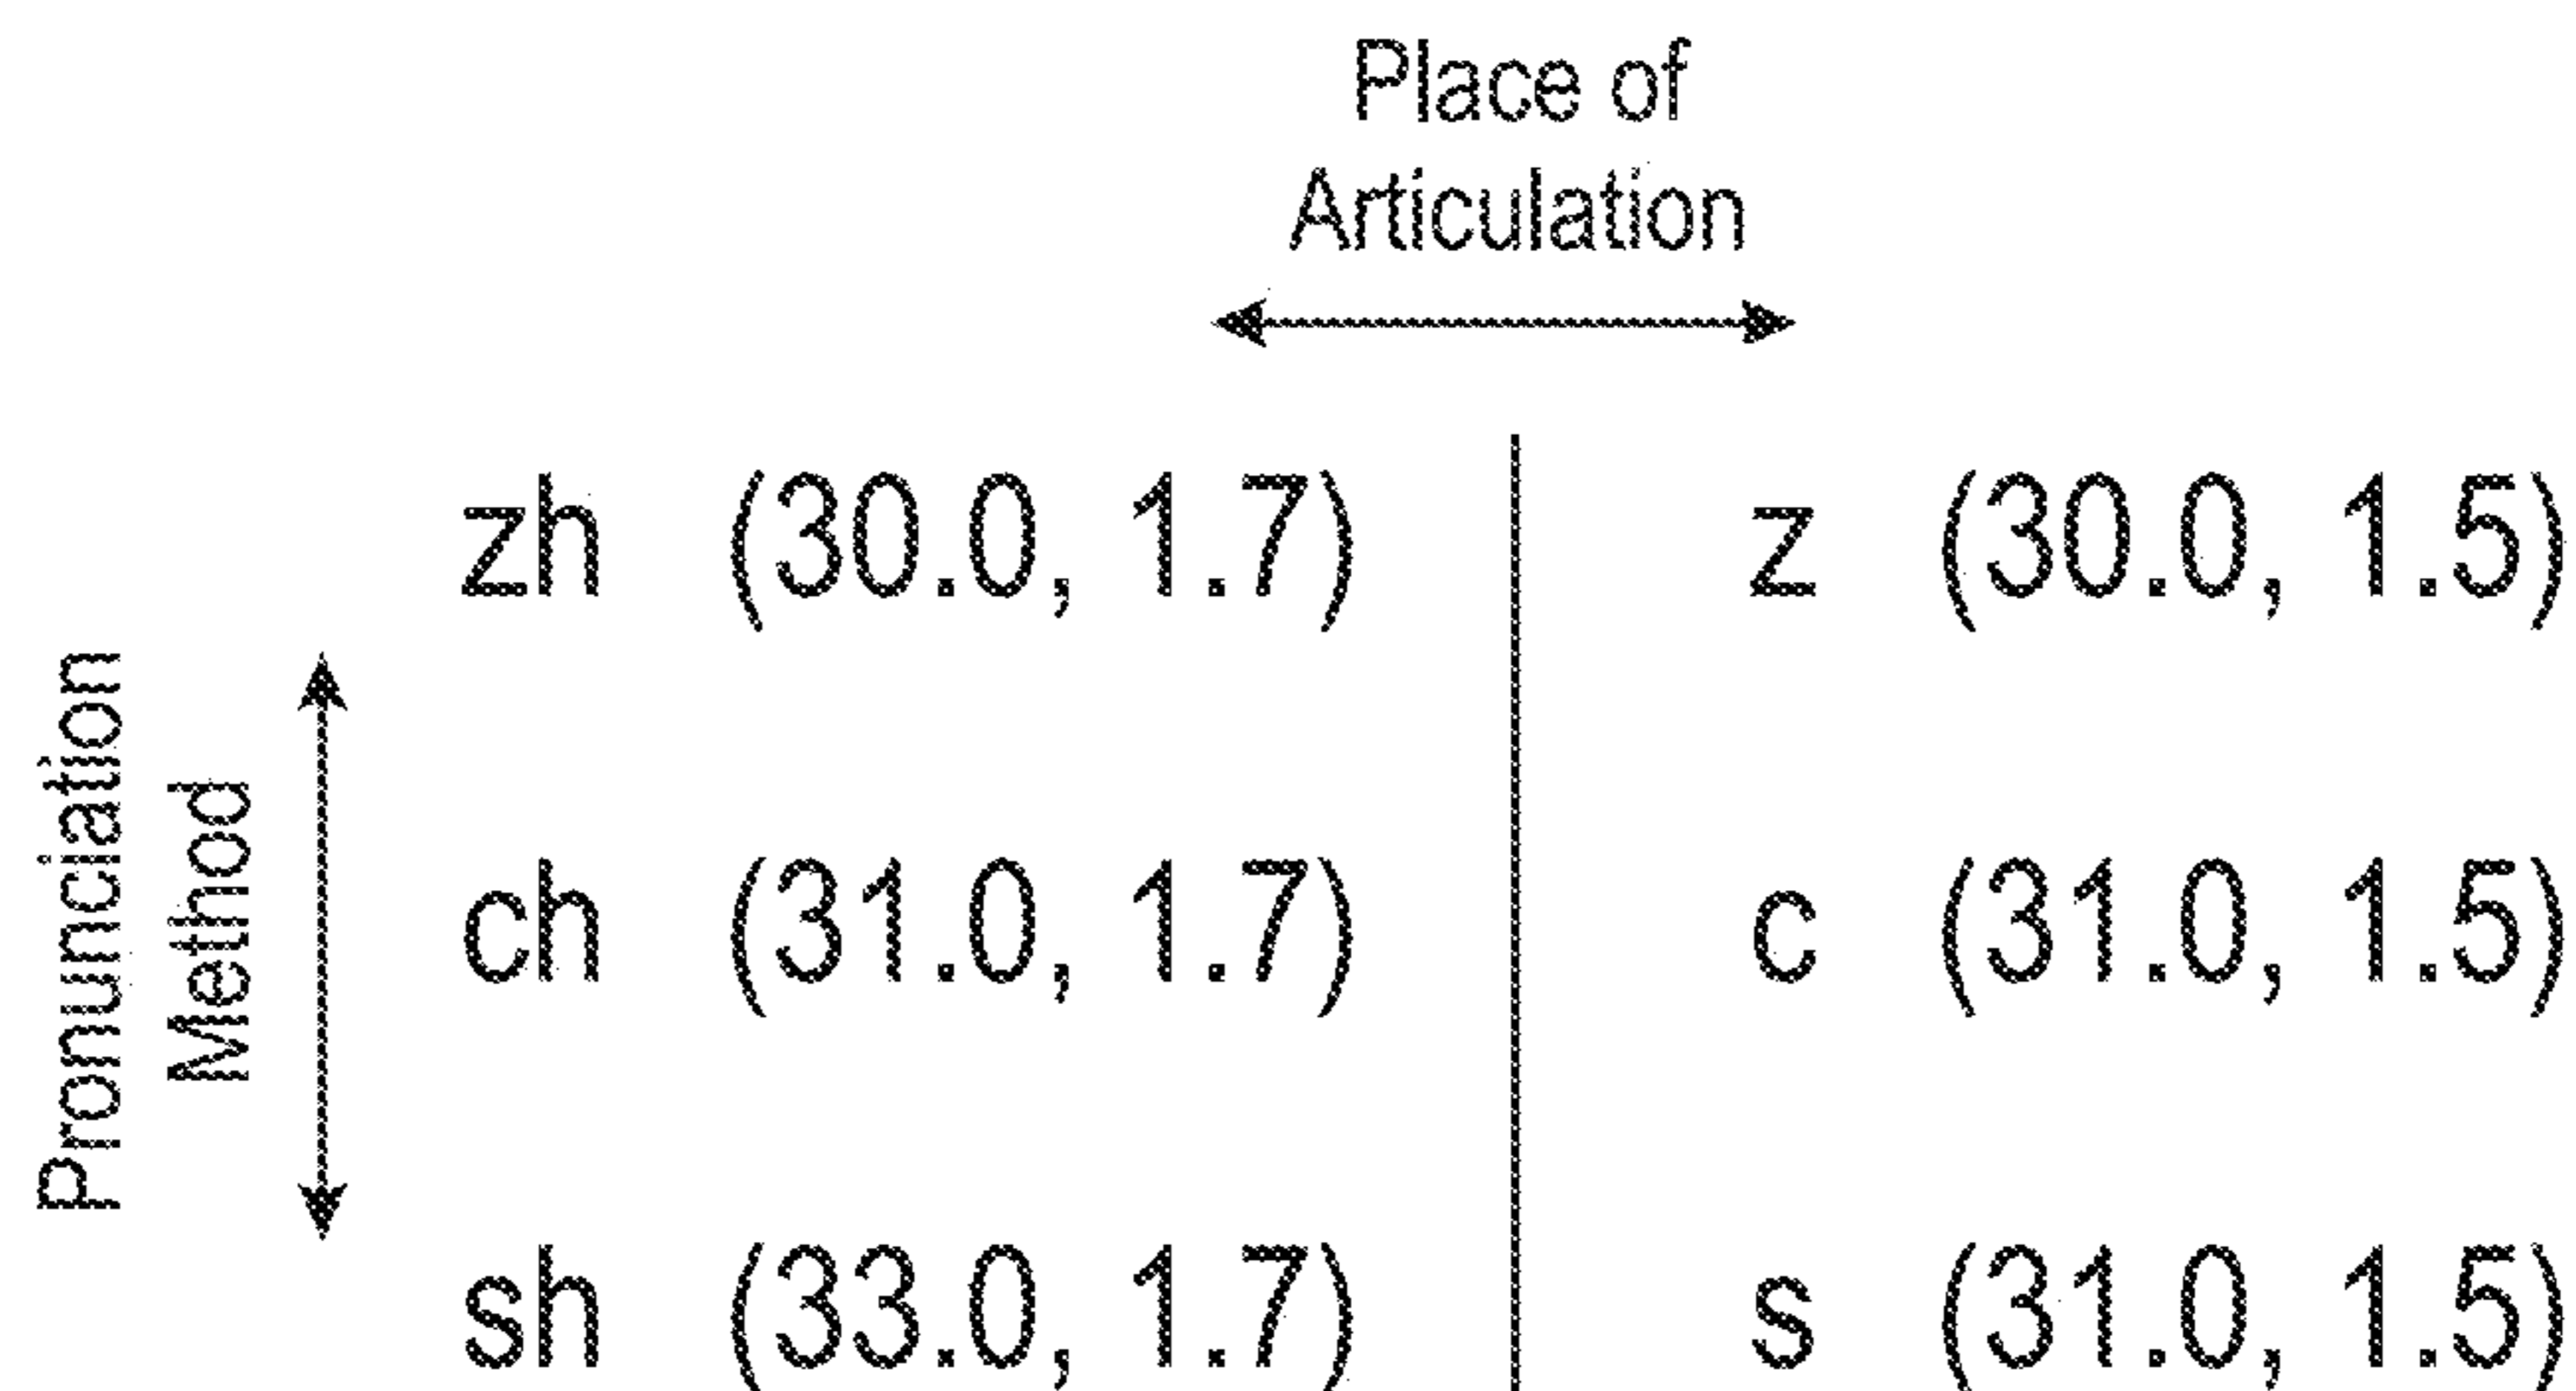 Place of
Articulation
Pronunciation
Method
zh (30.0, 1.7) z (30.0, 1.5)
ch (31.0, 1.7) c (31.0, 1.5)
sh (33.0, 1.7) s (31.0, 1.5)